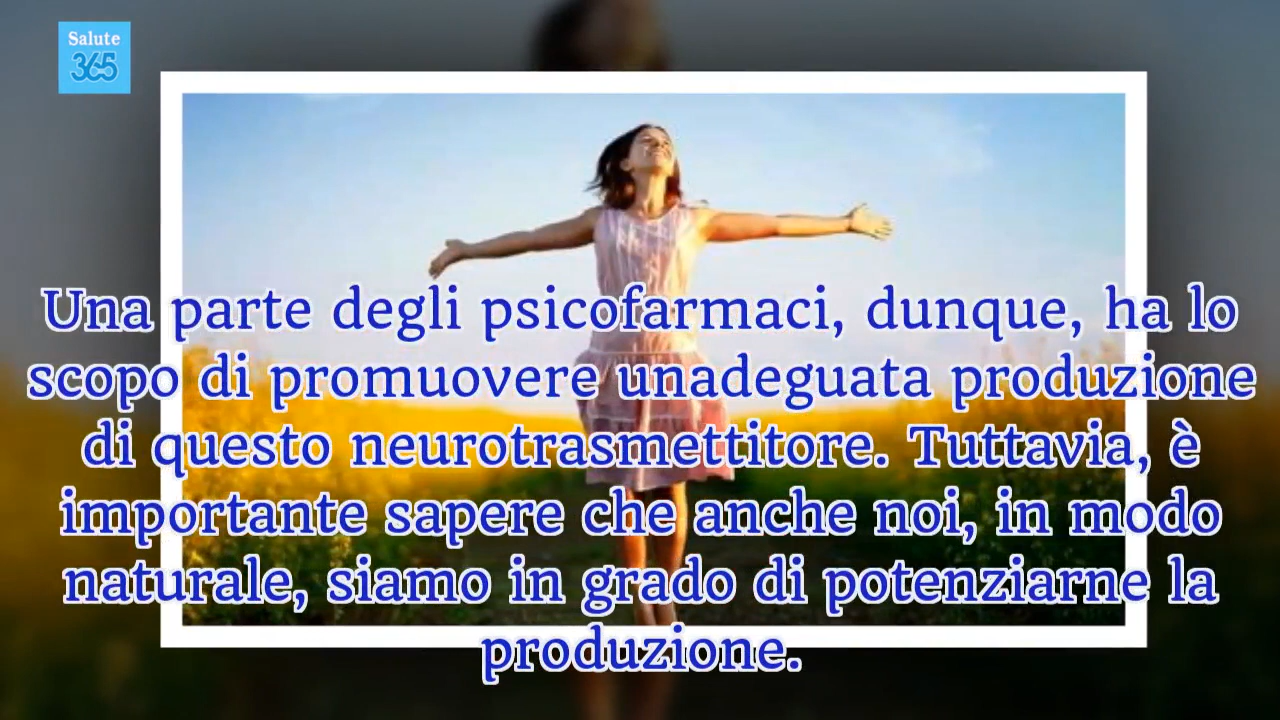 Salute
365
Una parte degli psicofarmaci, dunque, ha lo
scopo di promuovere unadeguata produzione
di questo neurotrasmettitore. Tuttavia, è
importante sapere che anche noi, in modo
naturale, siamo in grado di potenziarne la
produzione.